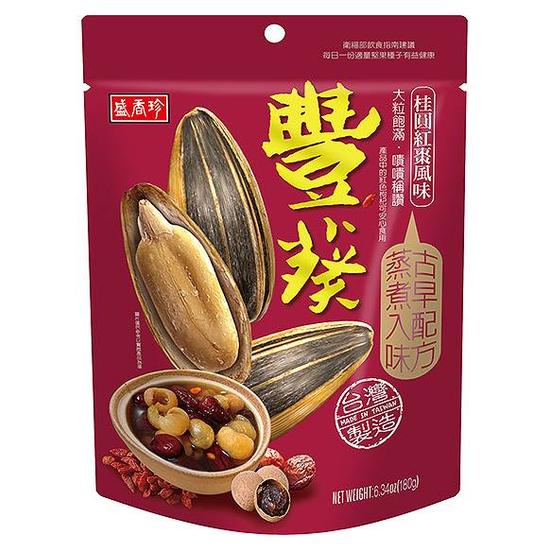 衛福部飲食指南建議
每日一份適量堅果種子有益健康
盛香珍
豐葵
桂圓紅棗風味
大粒飽滿・嘖嘖稱讚
產品中的紅色枸杞可安心食用
古早配方
蒸煮入味
台灣
MADE IN TAIWAN
製造
NET WEIGHT:6.34oz(180g)